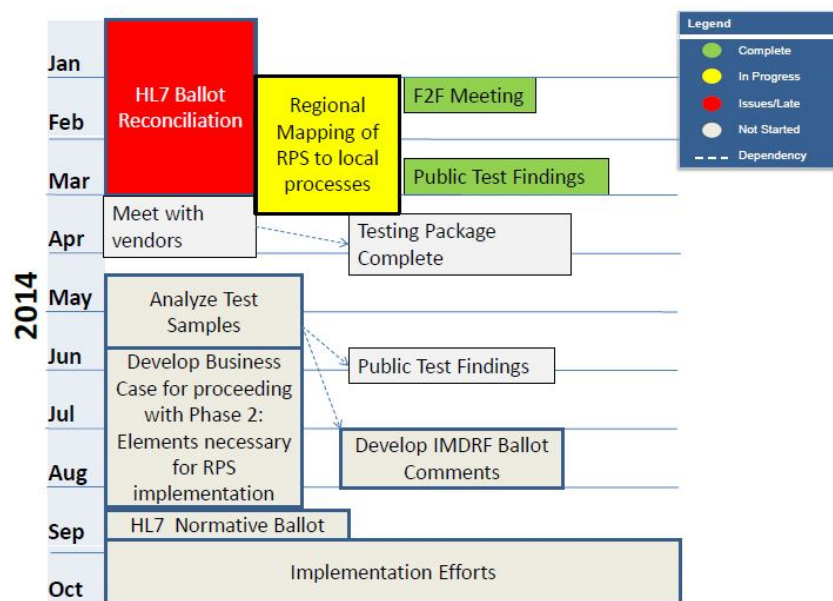 Legend
Complete
In Progress
Issues/Late
Not Started
Dependency
2014
Jan
Feb
Mar
Apr
May
Jun
Jul
Aug
Sep
Oct
HL7 Ballot
Reconciliation
Regional
Mapping of
RPS to local
processes
F2F Meeting
Public Test Findings
Meet with
vendors
Testing Package
Complete
Analyze Test
Samples
Public Test Findings
Develop Business
Case for proceeding
with Phase 2:
Elements necessary
for RPS
implementation
Develop IMDRF Ballot
Comments
HL7 Normative Ballot
Implementation Efforts